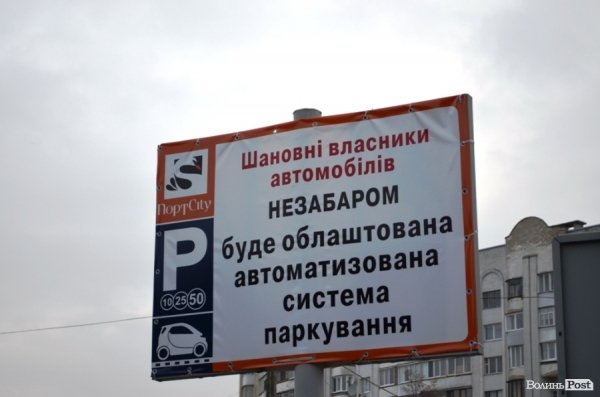 Шановні власники
автомобілів
НЕЗАБАРОМ
буде облаштована
автоматизована
система
паркування
S
ПортCity
P
10 25 50
Волинь Post